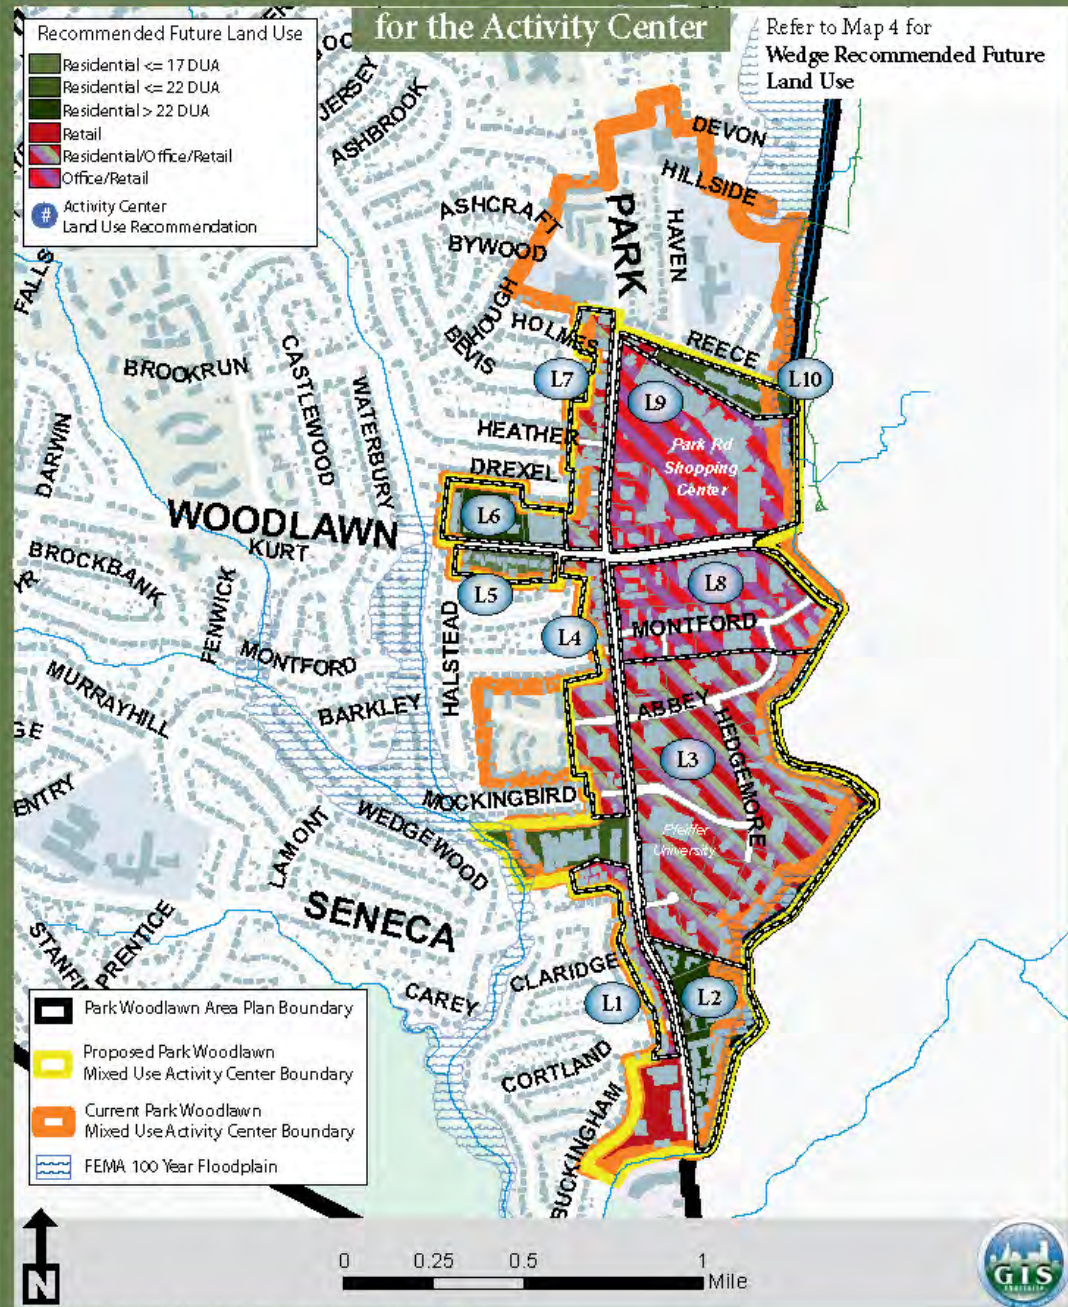 for the Activity Center
Refer to Map 4 for
Wedge Recommended Future
Land Use
Recommended Future Land Use
Residential <= 17 DUA
Residential <= 22 DUA
Residential > 22 DUA
Retail
Residential/Office/Retail
Office/Retail
# Activity Center
Land Use Recommendation
JERSEY
ASHBROOK
DEVON
HILLSIDE
PARK
HAVEN
ASHCRAFT
BYWOOD
FALLS
HOLMES
BEVIS
REECE
BROOKRUN
CASTLEWOOD
WATERBURY
L7
L10
L9
HEATHER
DREXEL
Park Rd
Shopping
Center
DARWIN
L6
WOODLAWN
KURT
BROCKBANK
FENWICK
L5
L8
MONTFORD
L4
HALSTEAD
MONTFORD
MURRAYHILL
BARKLEY
ABBEY
HEDGEMORE
L3
MOCKINGBIRD
LAMONT
WEDGEWOOD
Pfeiffer
University
SENECA
PRENTICE
CLARIDGE
CAREY
L1
L2
CORTLAND
BUCKINGHAM
Park Woodlawn Area Plan Boundary
Proposed Park Woodlawn
Mixed Use Activity Center Boundary
Current Park Woodlawn
Mixed Use Activity Center Boundary
FEMA 100 Year Floodplain
N
0 0.25 0.5 1
Mile
GIS